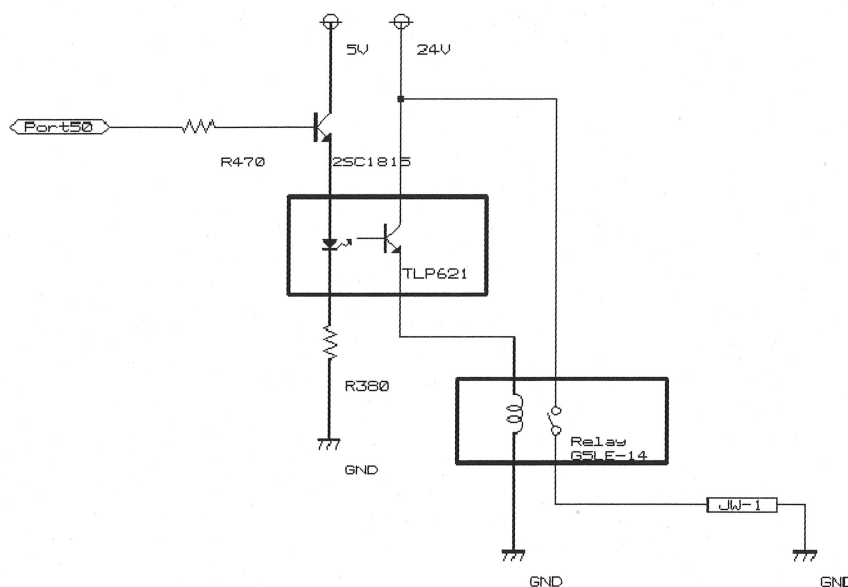 5V
24V
Port50
R470
2SC1815
TLP621
R380
Relay
G5LE-14
GND
JW-1
GND
GND